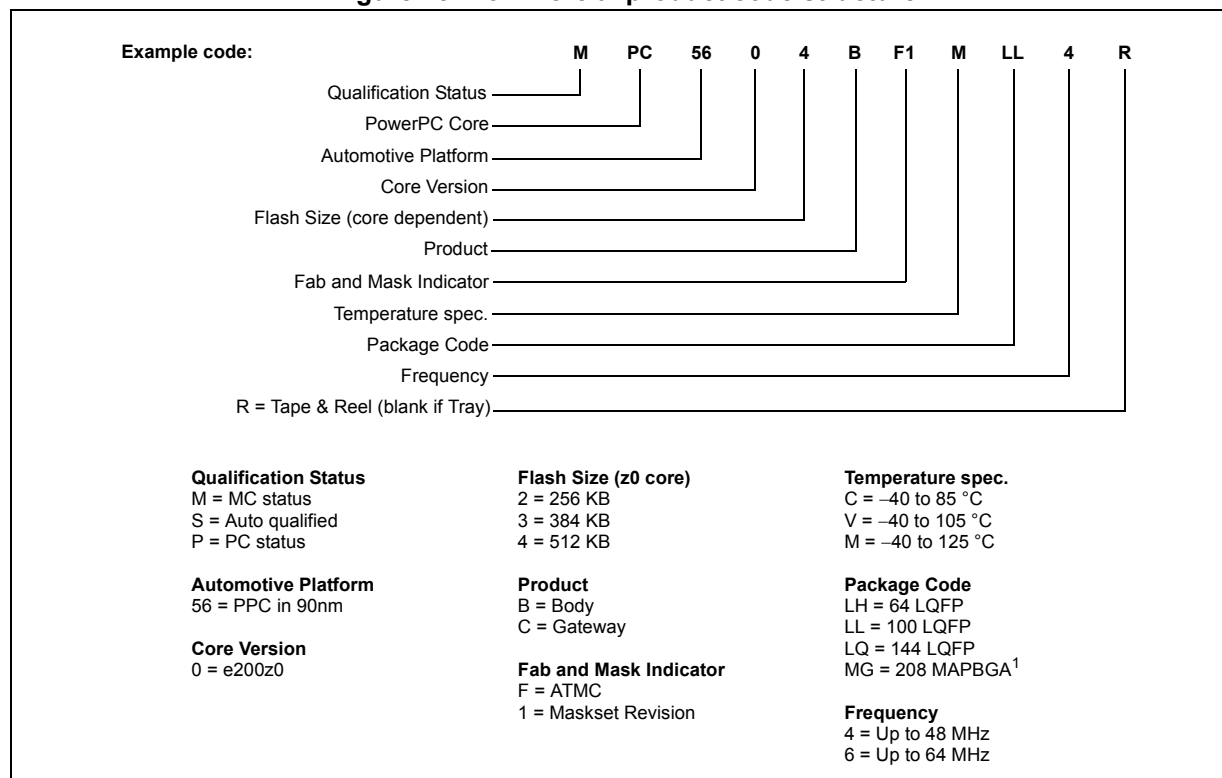 Example code: M PC 56 0 4 B F1 M LL 4 R
Qualification Status
PowerPC Core
Automotive Platform
Core Version
Flash Size (core dependent)
Product
Fab and Mask Indicator
Temperature spec.
Package Code
Frequency
R = Tape & Reel (blank if Tray)
Qualification Status
M = MC status
S = Auto qualified
P = PC status
Automotive Platform
56 = PPC in 90nm
Core Version
0 = e200z0
Flash Size (z0 core)
2 = 256 KB
3 = 384 KB
4 = 512 KB
Product
B = Body
C = Gateway
Fab and Mask Indicator
F = ATMC
1 = Maskset Revision
Temperature spec.
C = –40 to 85 °C
V = –40 to 105 °C
M = –40 to 125 °C
Package Code
LH = 64 LQFP
LL = 100 LQFP
LQ = 144 LQFP
MG = 208 MAPBGA1
Frequency
4 = Up to 48 MHz
6 = Up to 64 MHz